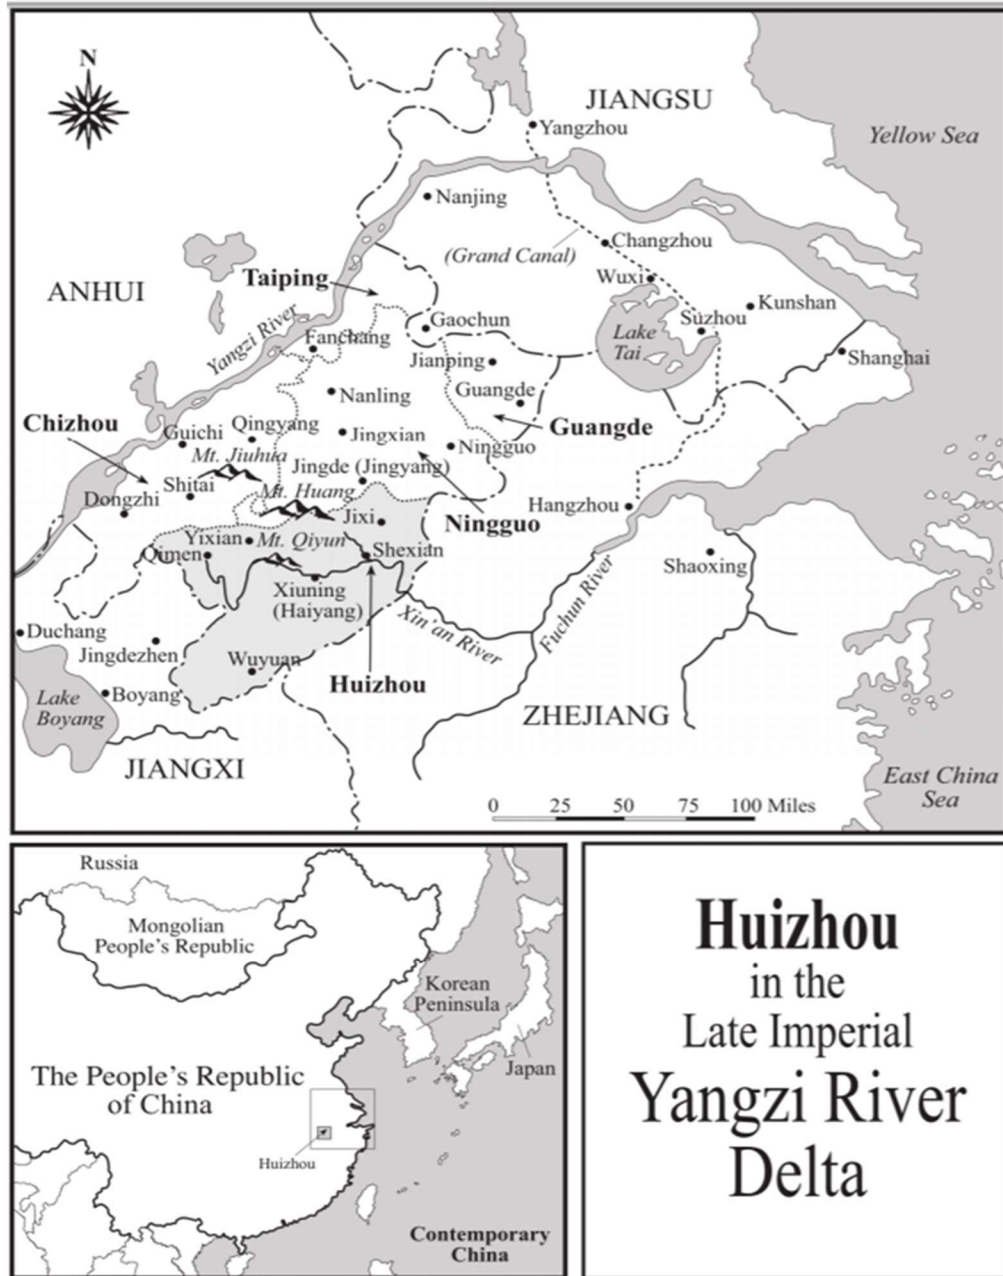 N
JIANGSU
Yangzhou
Yellow Sea
Nanjing
(Grand Canal)
Changzhou
Taiping
Wuxi
ANHUI
Kunshan
Yangzi River
Gaochun
Suzhou
Fanchang
Lake
Tai
Jianping
Shanghai
Nanling
Guangde
Chizhou
Guichi
Qingyang
Jingxian
Guangde
Mt. Jiuhua
Ningguo
Jingde (Jingyang)
Shitai
Mt. Huang
Dongzhi
Jixi
Ningguo
Hangzhou
Yixian
Mt. Qiyun
Qimen
Shexian
Shaoxing
Xiuning
(Haiyang)
Xin'an River
Fuchun River
Duchang
Jingdezhen
Wuyuan
Huizhou
Lake
Boyang
Boyang
ZHEJIANG
JIANGXI
East China
Sea
0 25 50 75 100 Miles
Russia
Mongolian
People's Republic
Korean
Peninsula
Japan
The People's Republic
of China
Huizhou
Contemporary
China
Huizhou
in the
Late Imperial
Yangzi River
Delta